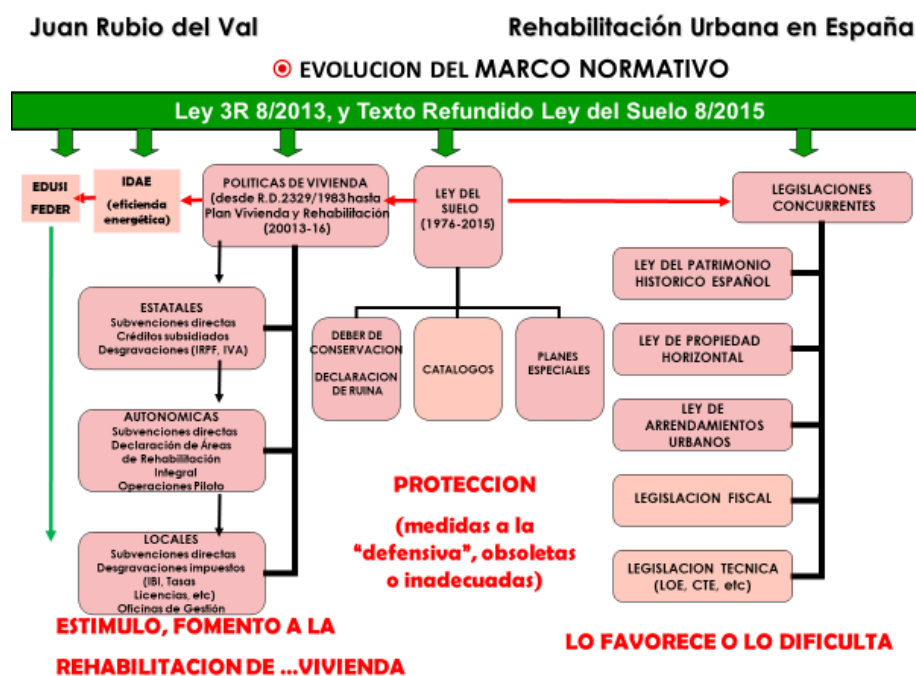 Juan Rubio del Val
Rehabilitación Urbana en España
EVOLUCION DEL MARCO NORMATIVO
Ley 3R 8/2013, y Texto Refundido Ley del Suelo 8/2015
EDUSI
FEDER
IDAE
(eficiencia
energética)
POLITICAS DE VIVIENDA
(desde R.D.2329/1983 hasta
Plan Vivienda y Rehabilitación
(20013-16)
LEY DEL
SUELO
(1976-2015)
LEGISLACIONES
CONCURRENTES
ESTATALES
Subvenciones directas
Créditos subsidiados
Desgravaciones (IRPF, IVA)
AUTONOMICAS
Subvenciones directas
Declaración de Áreas
de Rehabilitación
Integral
Operaciones Piloto
LOCALES
Subvenciones directas
Desgravaciones impuestos
(IBI, Tasas
Licencias, etc)
Oficinas de Gestión
ESTIMULO, FOMENTO A LA
REHABILITACION DE ...VIVIENDA
DEBER DE
CONSERVACION
DECLARACION
DE RUINA
CATALOGOS
PLANES
ESPECIALES
PROTECCION
(medidas a la
“defensiva”, obsoletas
o inadecuadas)
LEY DEL PATRIMONIO
HISTORICO ESPAÑOL
LEY DE PROPIEDAD
HORIZONTAL
LEY DE
ARRENDAMIENTOS
URBANOS
LEGISLACION FISCAL
LEGISLACION TECNICA
(LOE, CTE, etc)
LO FAVORECE O LO DIFICULTA